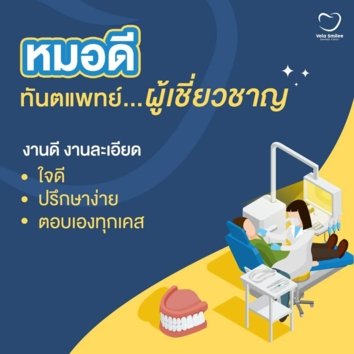 Vela Smilee
หมอดี
ทันตแพทย์...ผู้เชี่ยวชาญ
งานดี งานละเอียด
• ใจดี
• ปรึกษาง่าย
• ตอบเองทุกเคส